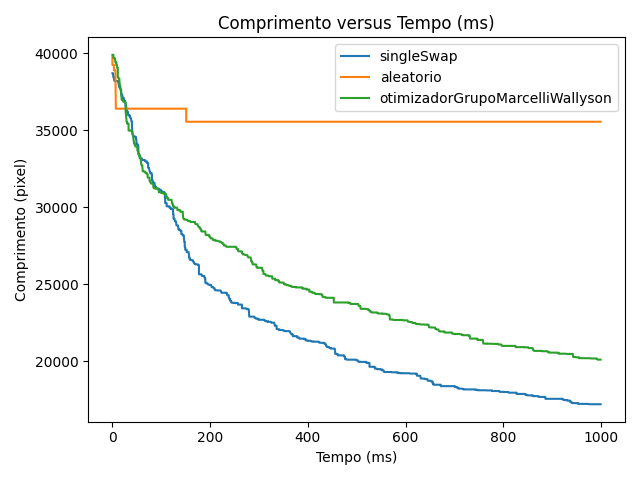 Comprimento versus Tempo (ms)
singleSwap
aleatorio
otimizadorGrupoMarcelliWallyson
Comprimento (pixel)
40000
35000
30000
25000
20000
0 200 400 600 800 1000
Tempo (ms)